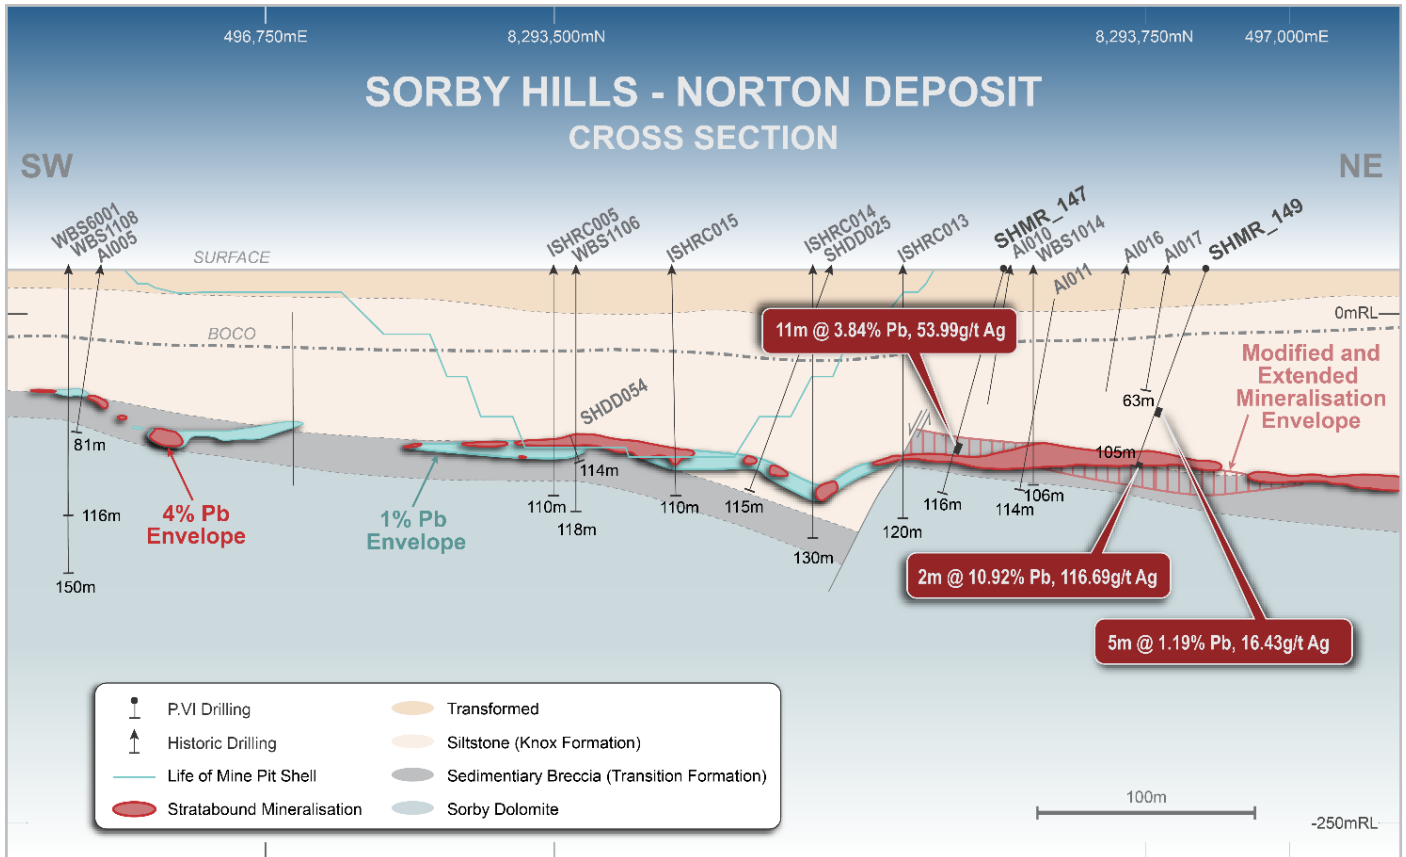 496,750mE
8,293,500mN
8,293,750mN
497,000mE
SORBY HILLS - NORTON DEPOSIT
CROSS SECTION
SW
NE
WBS6001
WBS1108
AI005
ISHRC005
WBS1106
ISHRC015
ISHRC014
SHDD025
ISHRC013
SHMR_147
AI010
WBS1014
AI011
AI016
AI017
SHMR_149
SURFACE
0mRL
BOCO
11m @ 3.84% Pb, 53.99g/t Ag
Modified and
Extended
Mineralisation
Envelope
63m
SHDD054
81m
105m
114m
116m
110m
118m
110m
115m
130m
120m
116m
114m
106m
150m
4% Pb
Envelope
1% Pb
Envelope
2m @ 10.92% Pb, 116.69g/t Ag
5m @ 1.19% Pb, 16.43g/t Ag
P.VI Drilling
Historic Drilling
Life of Mine Pit Shell
Stratabound Mineralisation
Transformed
Siltstone (Knox Formation)
Sedimentiary Breccia (Transition Formation)
Sorby Dolomite
100m
-250mRL